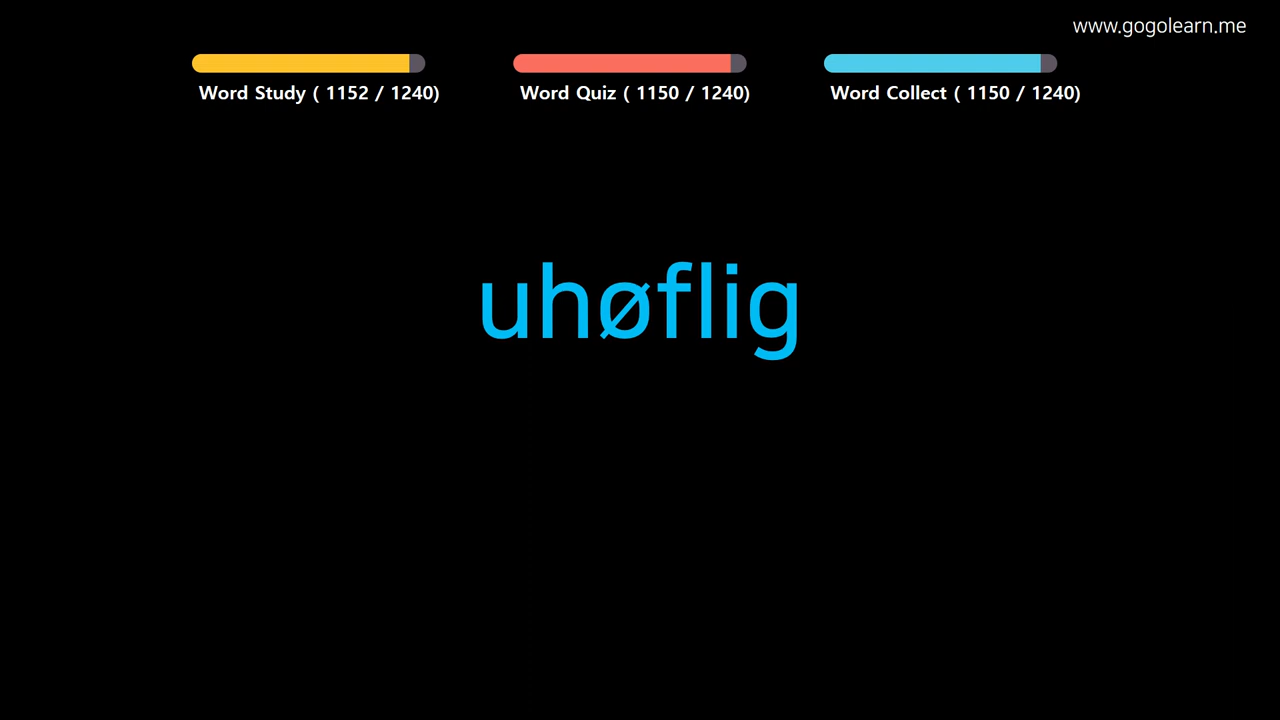 www.gogolearn.me
Word Study ( 1152 / 1240)
Word Quiz ( 1150 / 1240)
Word Collect ( 1150 / 1240)
uhøflig